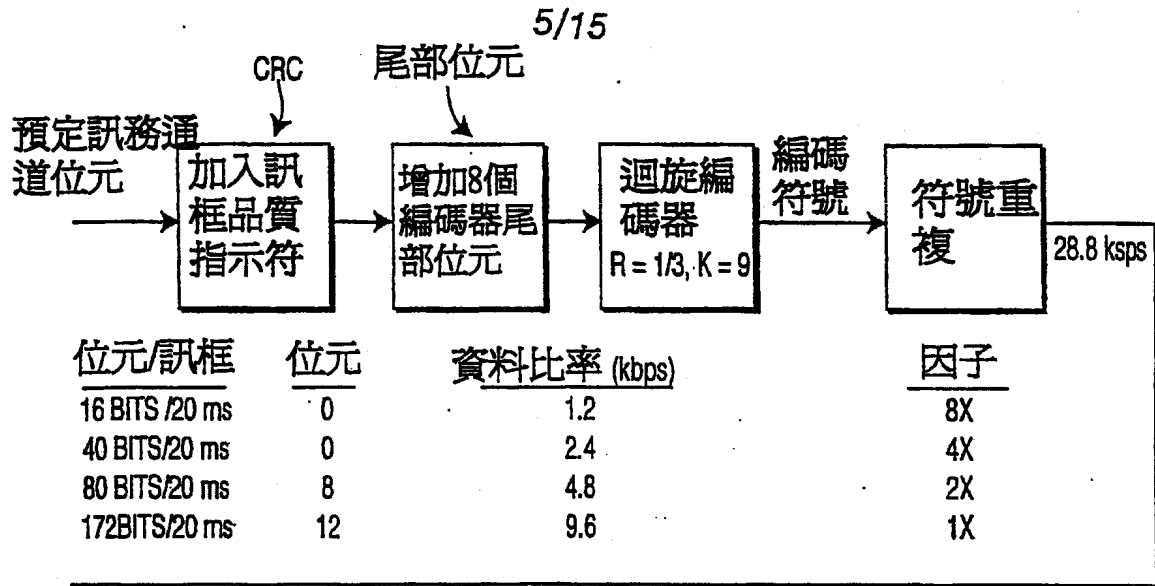 5/15
CRC
尾部位元
預定訊務通
道位元
加入訊
框品質
指示符
增加8個
編碼器尾
部位元
迴旋編
碼器
R = 1/3, K = 9
編碼
符號
符號重
複
28.8 ksps
位元/訊框 位元 資料比率 (kbps) 因子
16 BITS /20 ms 0 1.2 8X
40 BITS/20 ms 0 2.4 4X
80 BITS/20 ms 8 4.8 2X
172BITS/20 ms 12 9.6 1X